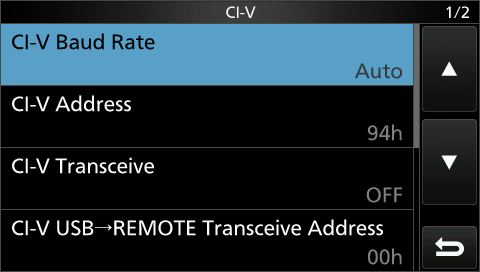 CI-V 1/2
CI-V Baud Rate
Auto
CI-V Address
94h
CI-V Transceive
OFF
CI-V USB→REMOTE Transceive Address
00h